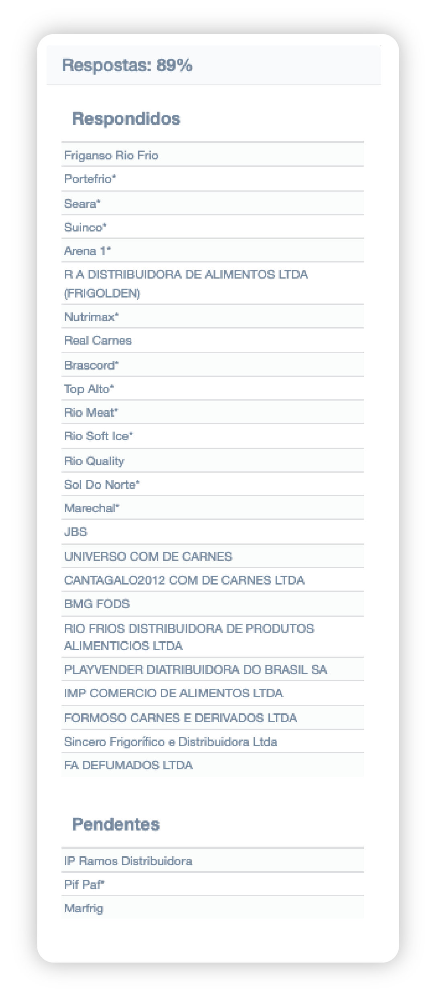 Respostas: 89%
Respondidos
Friganso Rio Frio
Portefrio*
Seara*
Suinco*
Arena 1*
R A DISTRIBUIDORA DE ALIMENTOS LTDA
(FRIGOLDEN)
Nutrimax*
Real Carnes
Brascord*
Top Alto*
Rio Meat*
Rio Soft Ice*
Rio Quality
Sol Do Norte*
Marechal*
JBS
UNIVERSO COM DE CARNES
CANTAGALO2012 COM DE CARNES LTDA
BMG FODS
RIO FRIOS DISTRIBUIDORA DE PRODUTOS
ALIMENTICIOS LTDA
PLAYVENDER DIATRIBUIDORA DO BRASIL SA
IMP COMERCIO DE ALIMENTOS LTDA
FORMOSO CARNES E DERIVADOS LTDA
Sincero Frigorífico e Distribuidora Ltda
FA DEFUMADOS LTDA
Pendentes
IP Ramos Distribuidora
Pif Paf*
Marfrig